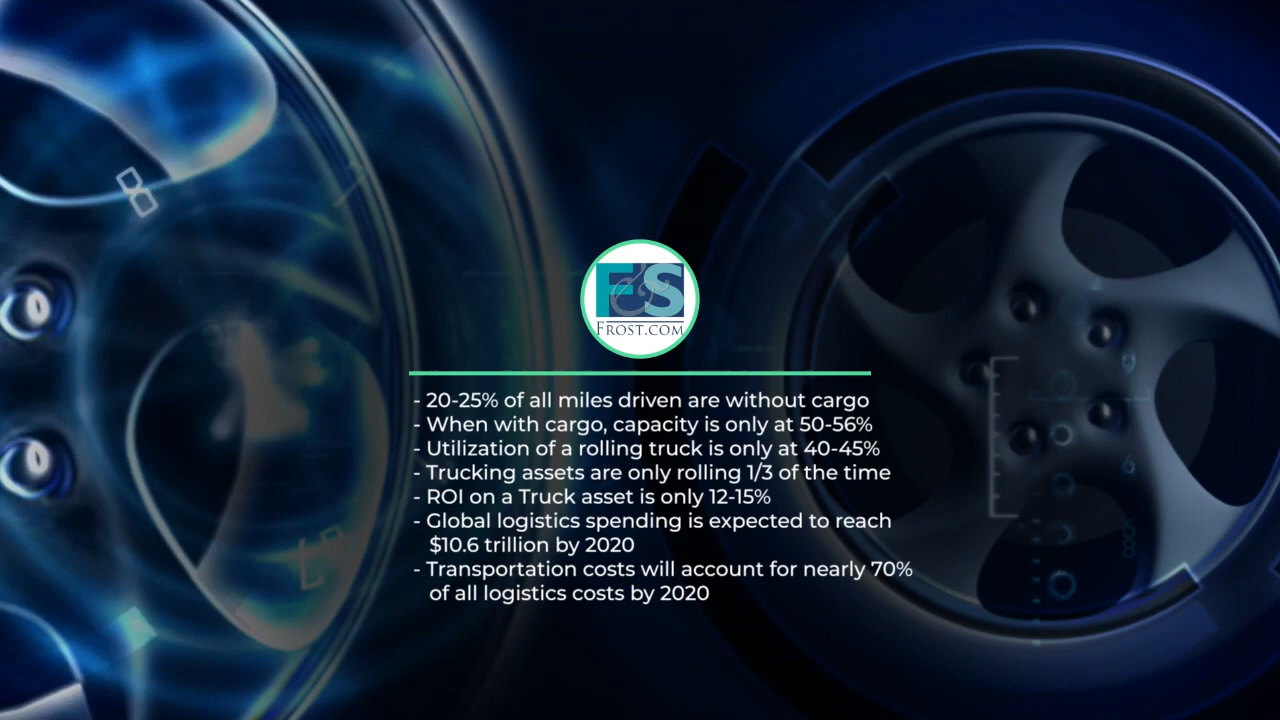 F&S
FROST.COM
- 20-25% of all miles driven are without cargo
- When with cargo, capacity is only at 50-56%
- Utilization of a rolling truck is only at 40-45%
- Trucking assets are only rolling 1/3 of the time
- ROI on a Truck asset is only 12-15%
- Global logistics spending is expected to reach
$10.6 trillion by 2020
- Transportation costs will account for nearly 70%
of all logistics costs by 2020